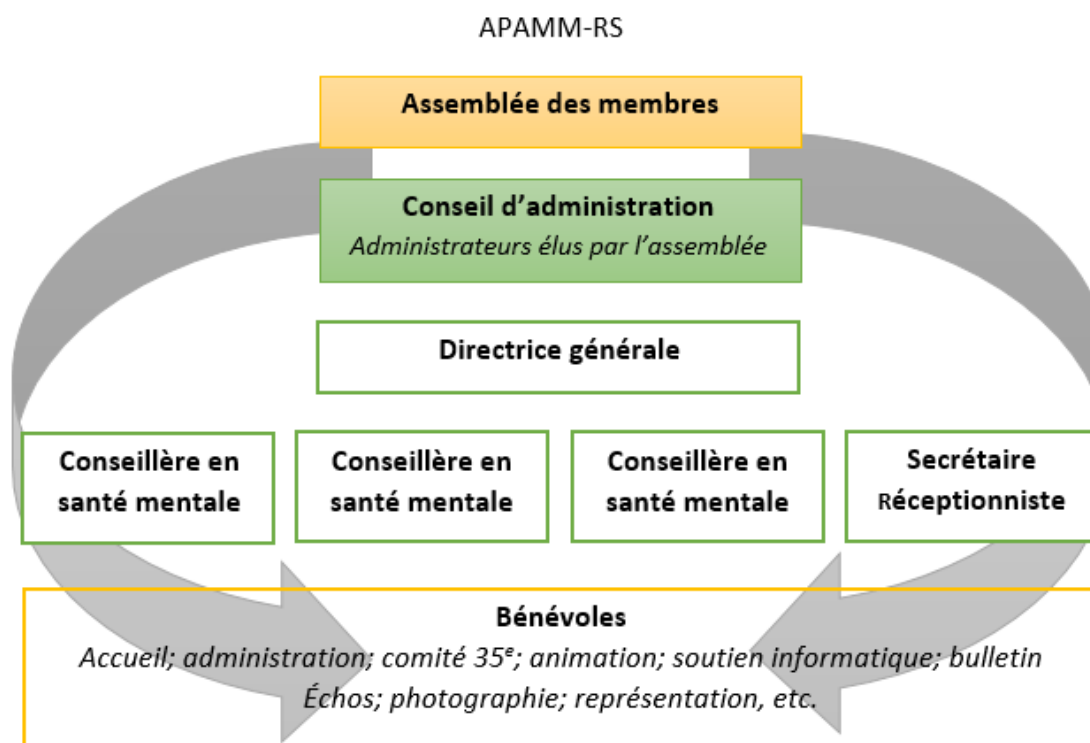 APAMM-RS
Assemblée des membres
Conseil d’administration
Administrateurs élus par l’assemblée
Directrice générale
Conseillère en
santé mentale
Conseillère en
santé mentale
Conseillère en
santé mentale
Secrétaire
Réceptionniste
Bénévoles
Accueil; administration; comité 35ᵉ; animation; soutien informatique; bulletin
Échos; photographie; représentation, etc.